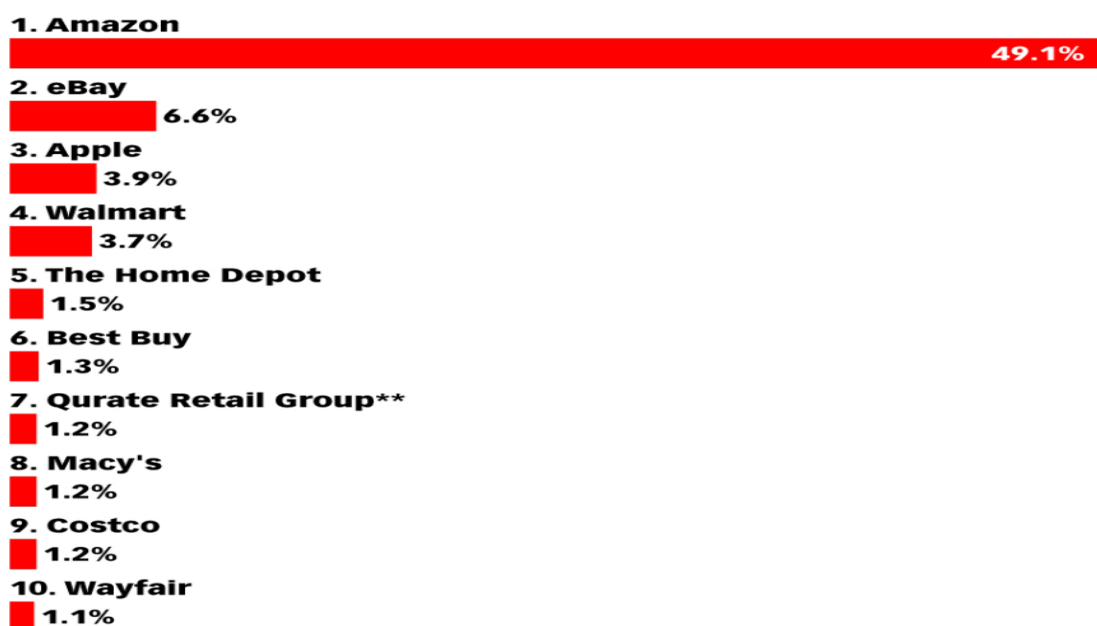 1. Amazon
49.1%
2. eBay
6.6%
3. Apple
3.9%
4. Walmart
3.7%
5. The Home Depot
1.5%
6. Best Buy
1.3%
7. Qurate Retail Group**
1.2%
8. Macy's
1.2%
9. Costco
1.2%
10. Wayfair
1.1%